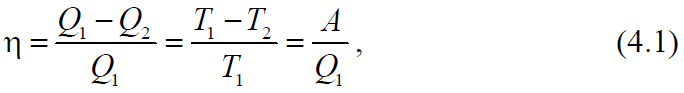 η = (Q₁ − Q₂) / Q₁ = (T₁ − T₂) / T₁ = A / Q₁ , (4.1)